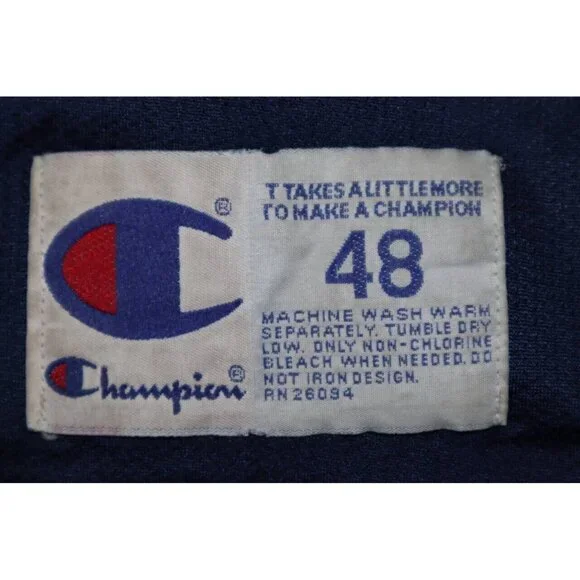 ®
Champion®
T TAKES A LITTLE MORE
TO MAKE A CHAMPION
48
MACHINE WASH WARM
SEPARATELY. TUMBLE DRY
LOW. ONLY NON-CHLORINE
BLEACH WHEN NEEDED. DO
NOT IRON DESIGN.
RN 26094